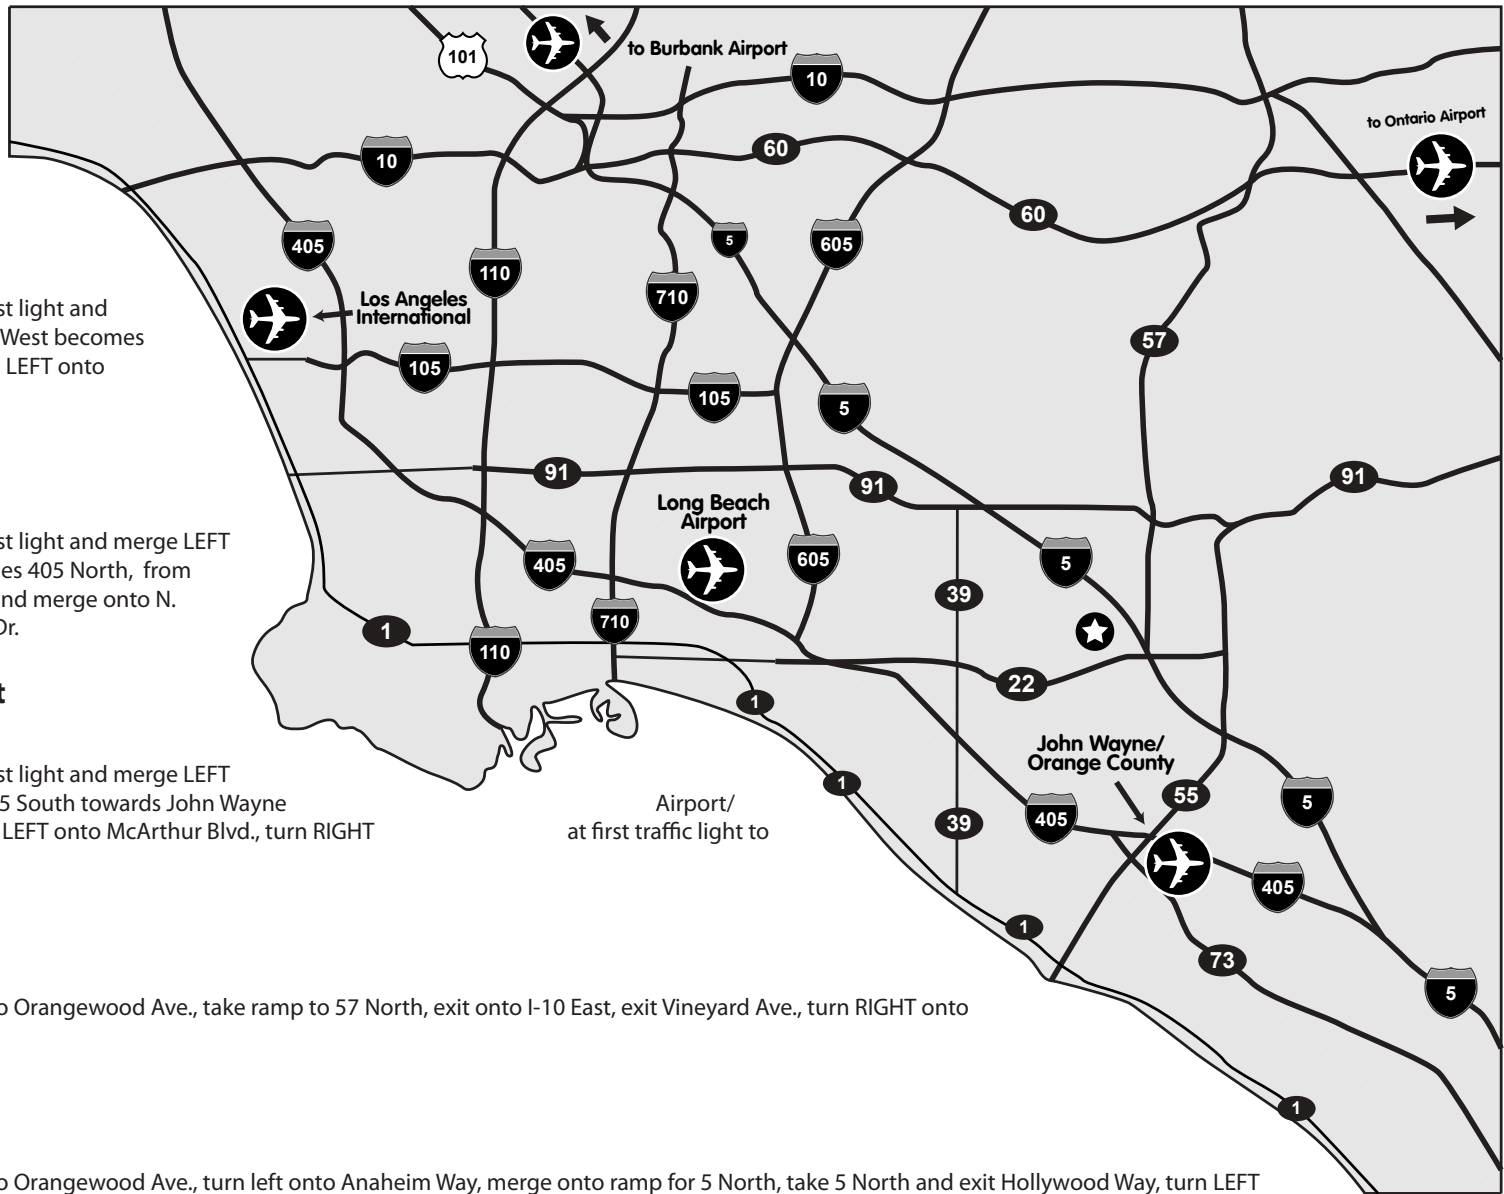 101
to Burbank Airport
10
to Ontario Airport
60
10
60
405
5
605
110
710
Los Angeles
International
57
105
105
5
st light and
West becomes
LEFT onto
91
91
91
Long Beach
Airport
405
605
5
39
st light and merge LEFT
es 405 North, from
nd merge onto N.
Dr.
1
710
110
22
1
t
John Wayne/
Orange County
st light and merge LEFT
5 South towards John Wayne
LEFT onto McArthur Blvd., turn RIGHT
Airport/
at first traffic light to
1
55
5
39
405
405
1
73
5
o Orangewood Ave., take ramp to 57 North, exit onto I-10 East, exit Vineyard Ave., turn RIGHT onto
1
o Orangewood Ave., turn left onto Anaheim Way, merge onto ramp for 5 North, take 5 North and exit Hollywood Way, turn LEFT